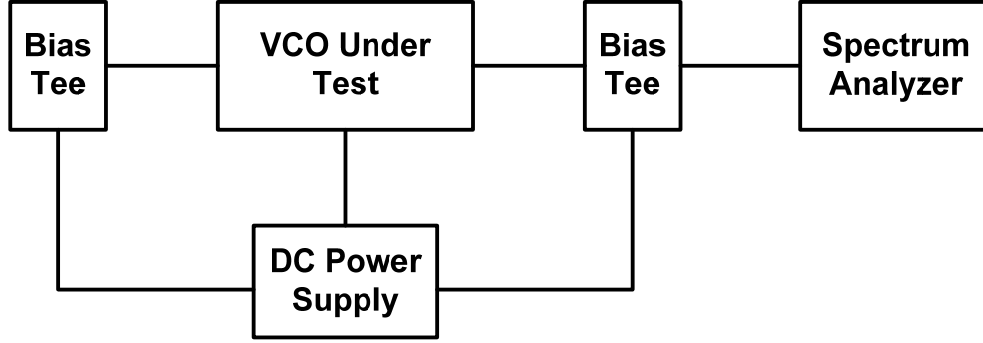 Bias
Tee
VCO Under
Test
Bias
Tee
Spectrum
Analyzer
DC Power
Supply